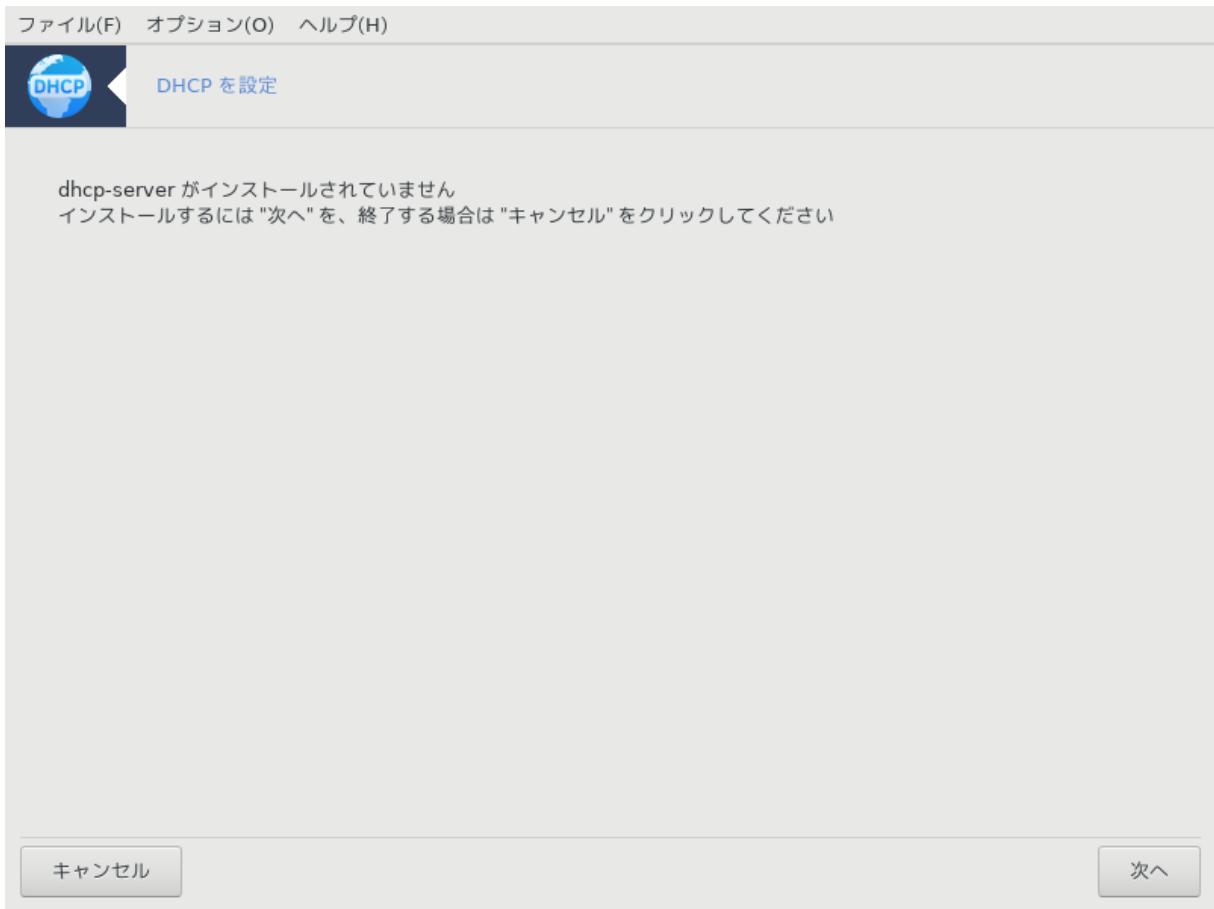 ファイル(F) オプション(O) ヘルプ(H)
DHCP
DHCP を設定
dhcp-server がインストールされていません
インストールするには "次へ" を、終了する場合は "キャンセル" をクリックしてください
キャンセル
次へ